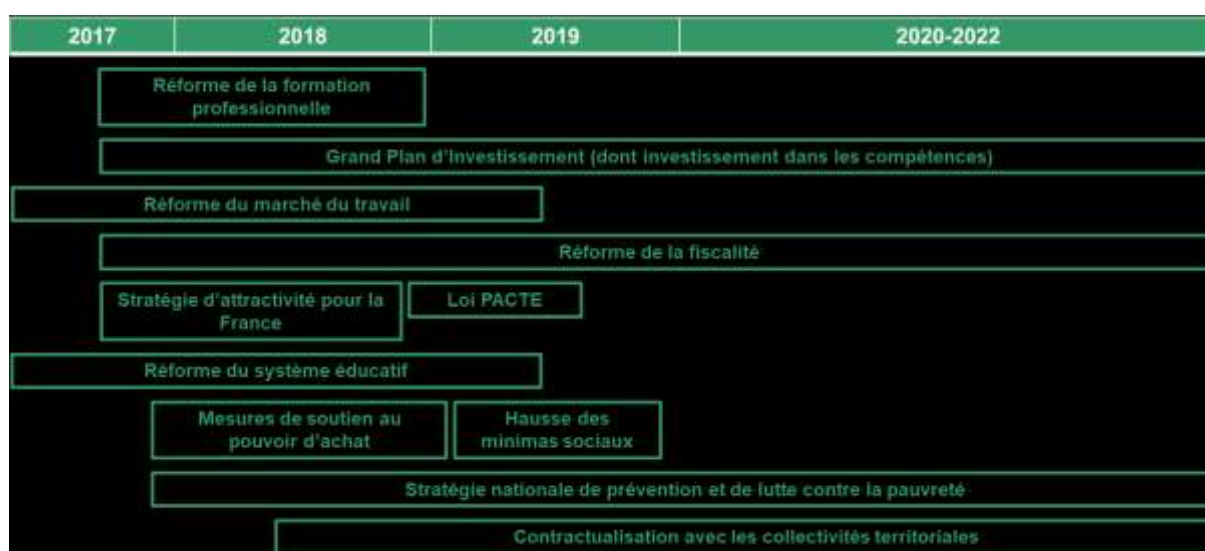 2017 2018 2019 2020-2022
Réforme de la formation
professionnelle
Grand Plan d'Investissement (dont investissement dans les compétences)
Réforme du marché du travail
Réforme de la fiscalité
Stratégie d'attractivité pour la
France
Loi PACTE
Réforme du système éducatif
Mesures de soutien au
pouvoir d'achat
Hausse des
minimas sociaux
Stratégie nationale de prévention et de lutte contre la pauvreté
Contractualisation avec les collectivités territoriales